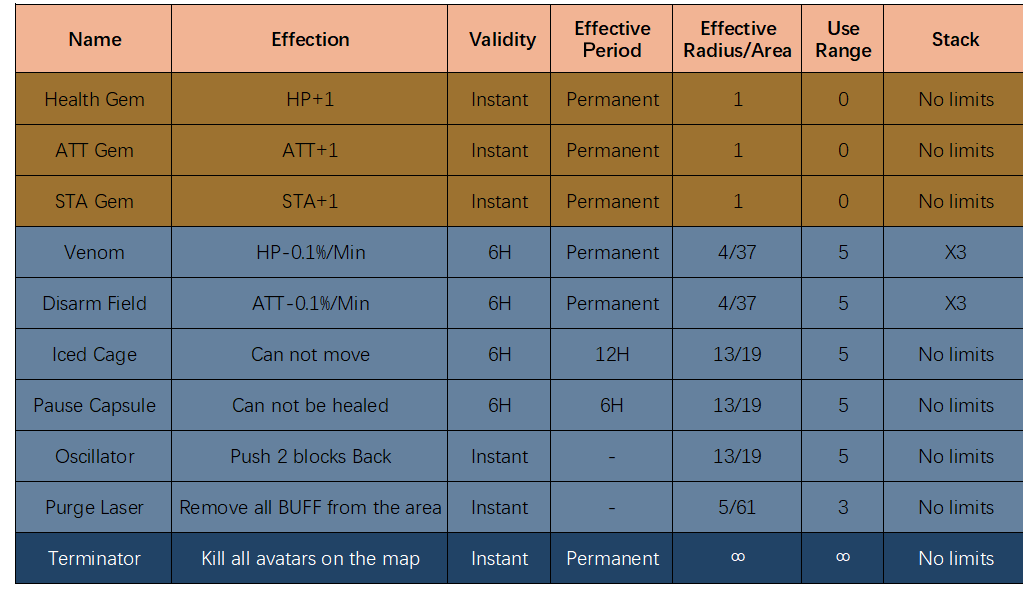 Name Effection Validity Effective Period Effective Radius/Area Use Range Stack
Health Gem HP+1 Instant Permanent 1 0 No limits
ATT Gem ATT+1 Instant Permanent 1 0 No limits
STA Gem STA+1 Instant Permanent 1 0 No limits
Venom HP-0.1%/Min 6H Permanent 4/37 5 X3
Disarm Field ATT-0.1%/Min 6H Permanent 4/37 5 X3
Iced Cage Can not move 6H 12H 13/19 5 No limits
Pause Capsule Can not be healed 6H 6H 13/19 5 No limits
Oscillator Push 2 blocks Back Instant - 13/19 5 No limits
Purge Laser Remove all BUFF from the area Instant - 5/61 3 No limits
Terminator Kill all avatars on the map Instant Permanent ∞ ∞ No limits